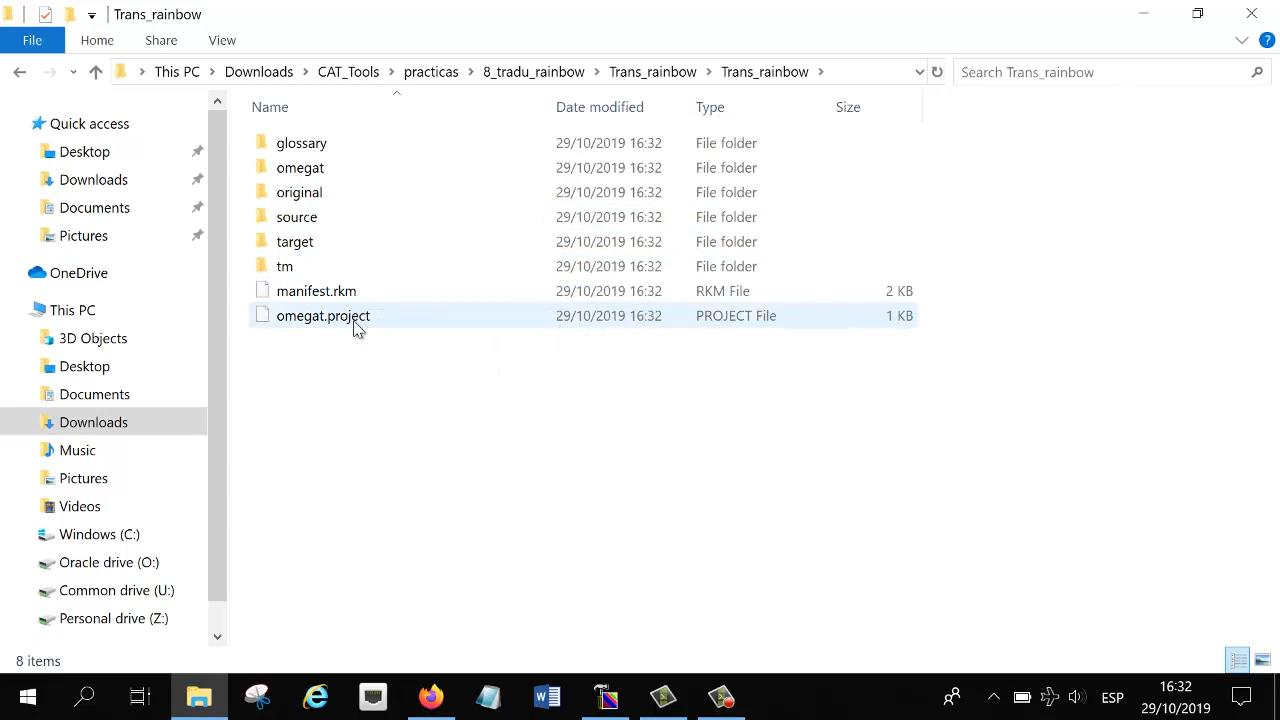 Trans_rainbow
File Home Share View
This PC Downloads CAT_Tools practicas 8_tradu_rainbow Trans_rainbow Trans_rainbow Search Trans_rainbow
Name Date modified Type Size
Quick access
Desktop
Downloads
Documents
Pictures
OneDrive
This PC
3D Objects
Desktop
Documents
Downloads
Music
Pictures
Videos
Windows (C:)
Oracle drive (O:)
Common drive (U:)
Personal drive (Z:)
glossary 29/10/2019 16:32 File folder
omegat 29/10/2019 16:32 File folder
original 29/10/2019 16:32 File folder
source 29/10/2019 16:32 File folder
target 29/10/2019 16:32 File folder
tm 29/10/2019 16:32 File folder
manifest.rkm 29/10/2019 16:32 RKM File 2 KB
omegat.project 29/10/2019 16:32 PROJECT File 1 KB
8 items
ESP
16:32
29/10/2019